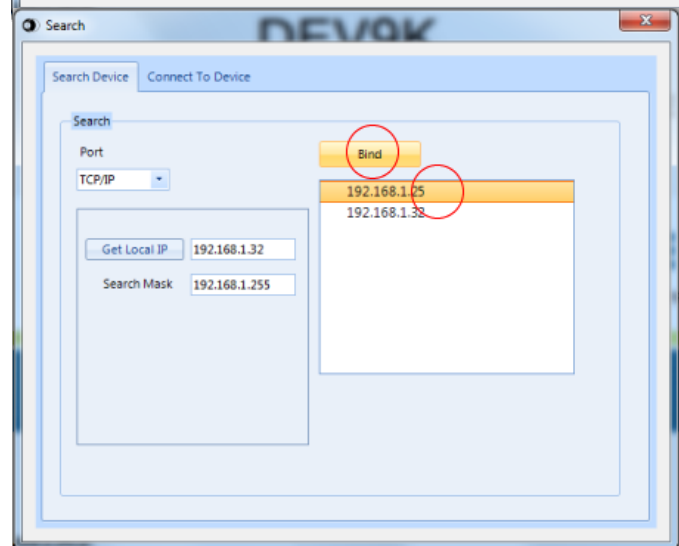 Search
DEV9K
Search Device
Connect To Device
Search
Port
TCP/IP
Get Local IP
192.168.1.32
Search Mask
192.168.1.255
Bind
192.168.1.25
192.168.1.32